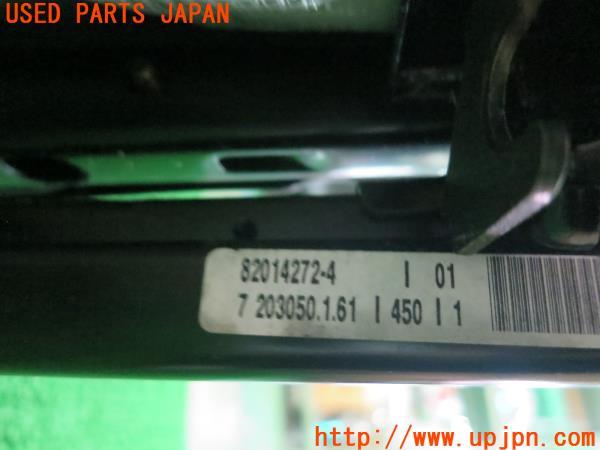 USED PARTS JAPAN
82014272-4 | 01
7 203050.1.61 | 450 | 1
http://www.upjpn.com